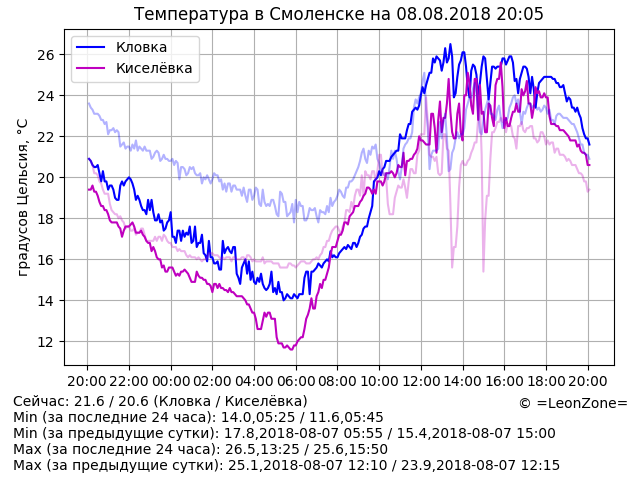 Температура в Смоленске на 08.08.2018 20:05
Кловка
Киселёвка
градусов Цельсия, °C
26
24
22
20
18
16
14
12
20:00 22:00 00:00 02:00 04:00 06:00 08:00 10:00 12:00 14:00 16:00 18:00 20:00
Сейчас: 21.6 / 20.6 (Кловка / Киселёвка)
© =LeonZone=
Min (за последние 24 часа): 14.0,05:25 / 11.6,05:45
Min (за предыдущие сутки): 17.8,2018-08-07 05:55 / 15.4,2018-08-07 15:00
Max (за последние 24 часа): 26.5,13:25 / 25.6,15:50
Max (за предыдущие сутки): 25.1,2018-08-07 12:10 / 23.9,2018-08-07 12:15